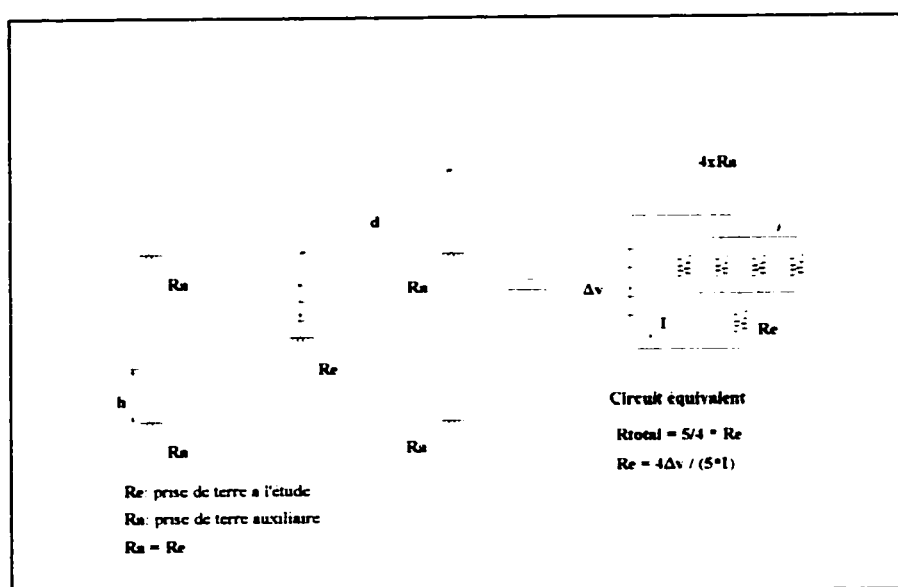 4xRa
d
Ra
Ra
Δv
I
Re
Re
h
Ra
Ra
Circuit équivalent
Rtotal = 5/4 * Re
Re = 4Δv / (5*I)
Re: prise de terre a l'étude
Ra: prise de terre auxiliaire
Ra = Re